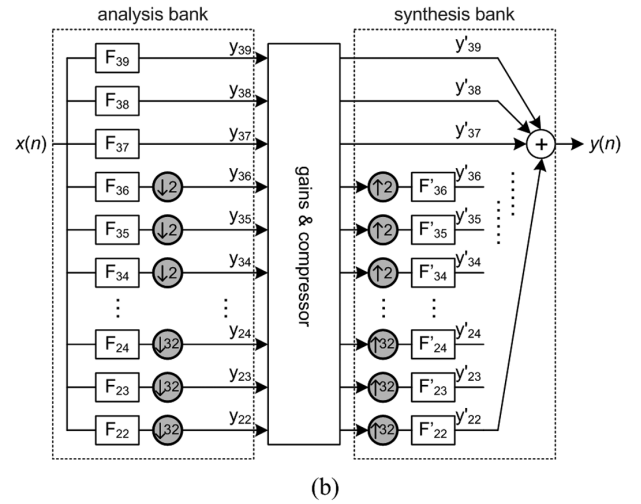 analysis bank synthesis bank
F39 y39 y'39
F38 y38 y'38
x(n) F37 y37 gains & compressor y'37 + y(n)
F36 ↓2 y36 ↑2 F'36 y'36
F35 ↓2 y35 ↑2 F'35 y'35
F34 ↓2 y34 ↑2 F'34 y'34
F24 ↓32 y24 ↑32 F'24 y'24
F23 ↓32 y23 ↑32 F'23 y'23
F22 ↓32 y22 ↑32 F'22 y'22
(b)